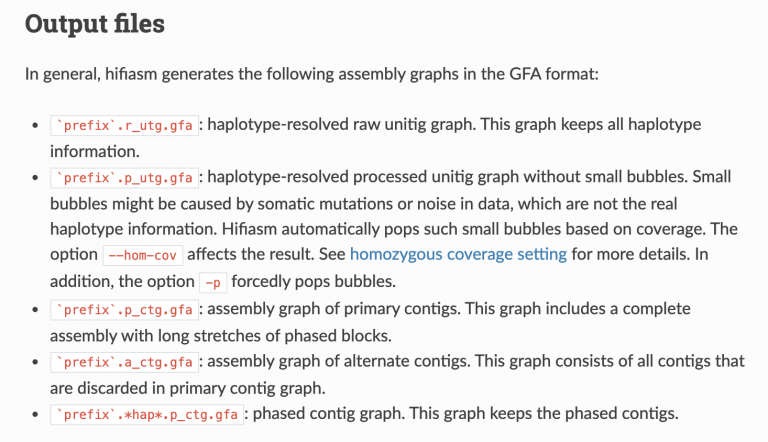 Output files
In general, hifiasm generates the following assembly graphs in the GFA format:
• `prefix`.r_utg.gfa : haplotype-resolved raw unitig graph. This graph keeps all haplotype
information.
• `prefix`.p_utg.gfa : haplotype-resolved processed unitig graph without small bubbles. Small
bubbles might be caused by somatic mutations or noise in data, which are not the real
haplotype information. Hifiasm automatically pops such small bubbles based on coverage. The
option --hom-cov affects the result. See homozygous coverage setting for more details. In
addition, the option -p forcedly pops bubbles.
• `prefix`.p_ctg.gfa : assembly graph of primary contigs. This graph includes a complete
assembly with long stretches of phased blocks.
• `prefix`.a_ctg.gfa : assembly graph of alternate contigs. This graph consists of all contigs that
are discarded in primary contig graph.
• `prefix`.*hap*.p_ctg.gfa : phased contig graph. This graph keeps the phased contigs.